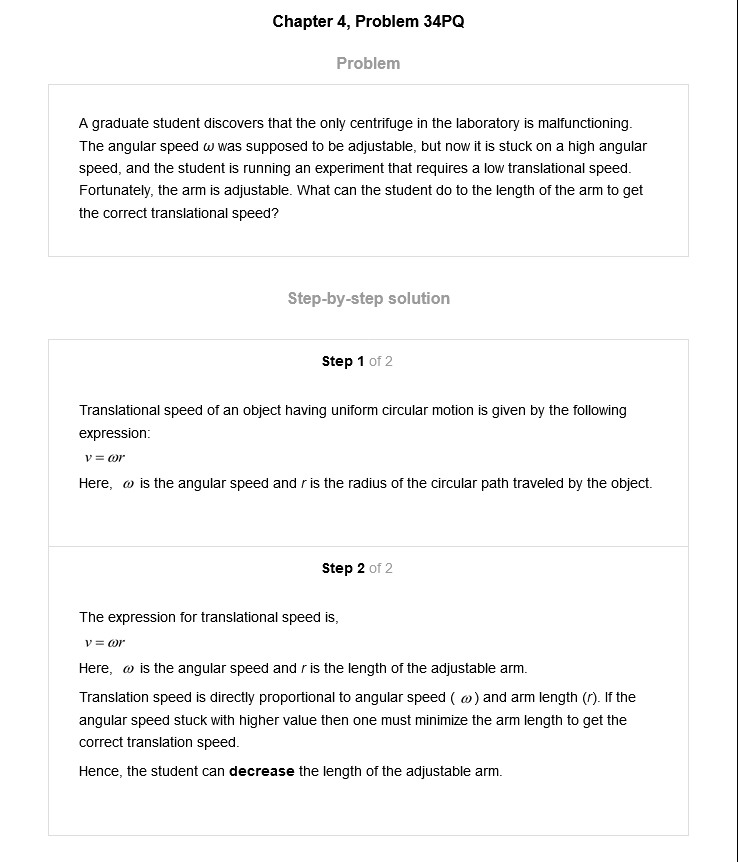 Chapter 4, Problem 34PQ
Problem
A graduate student discovers that the only centrifuge in the laboratory is malfunctioning.
The angular speed ω was supposed to be adjustable, but now it is stuck on a high angular
speed, and the student is running an experiment that requires a low translational speed.
Fortunately, the arm is adjustable. What can the student do to the length of the arm to get
the correct translational speed?
Step-by-step solution
Step 1 of 2
Translational speed of an object having uniform circular motion is given by the following
expression:
v = ωr
Here, ω is the angular speed and r is the radius of the circular path traveled by the object.
Step 2 of 2
The expression for translational speed is,
v = ωr
Here, ω is the angular speed and r is the length of the adjustable arm.
Translation speed is directly proportional to angular speed ( ω ) and arm length (r). If the
angular speed stuck with higher value then one must minimize the arm length to get the
correct translation speed.
Hence, the student can decrease the length of the adjustable arm.